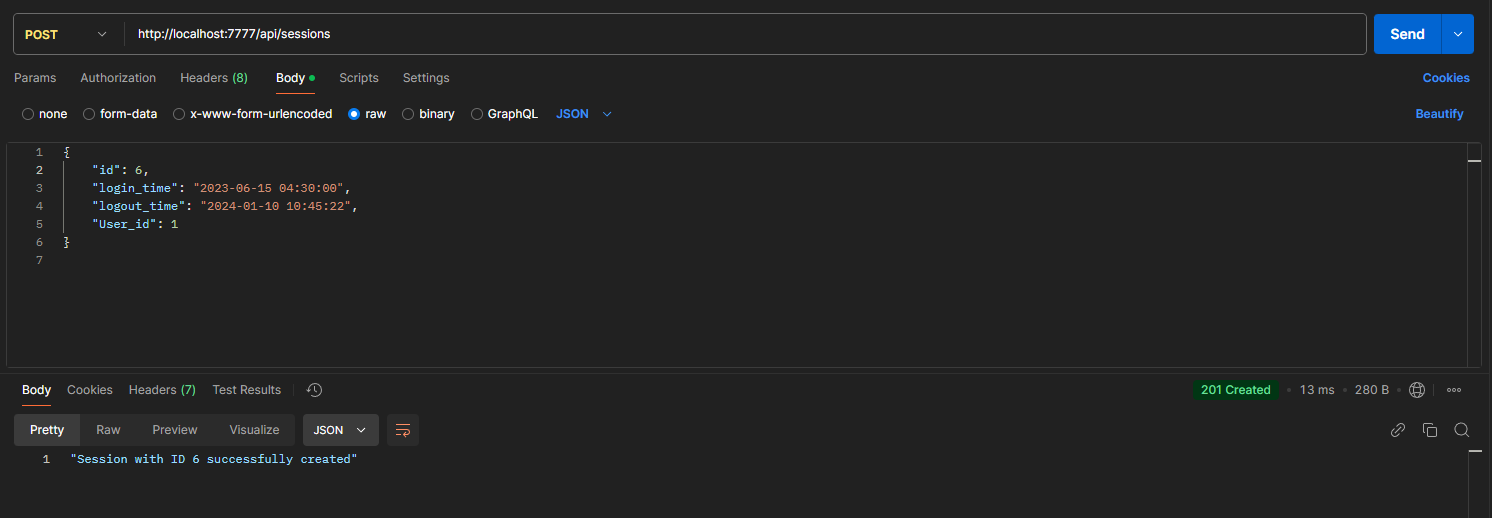 POST http://localhost:7777/api/sessions Send
Params Authorization Headers (8) Body Scripts Settings Cookies
none form-data x-www-form-urlencoded raw binary GraphQL JSON Beautify
1 {
2 "id": 6,
3 "login_time": "2023-06-15 04:30:00",
4 "logout_time": "2024-01-10 10:45:22",
5 "User_id": 1
6 }
7
Body Cookies Headers (7) Test Results 201 Created 13 ms 280 B
Pretty Raw Preview Visualize JSON
1 "Session with ID 6 successfully created"